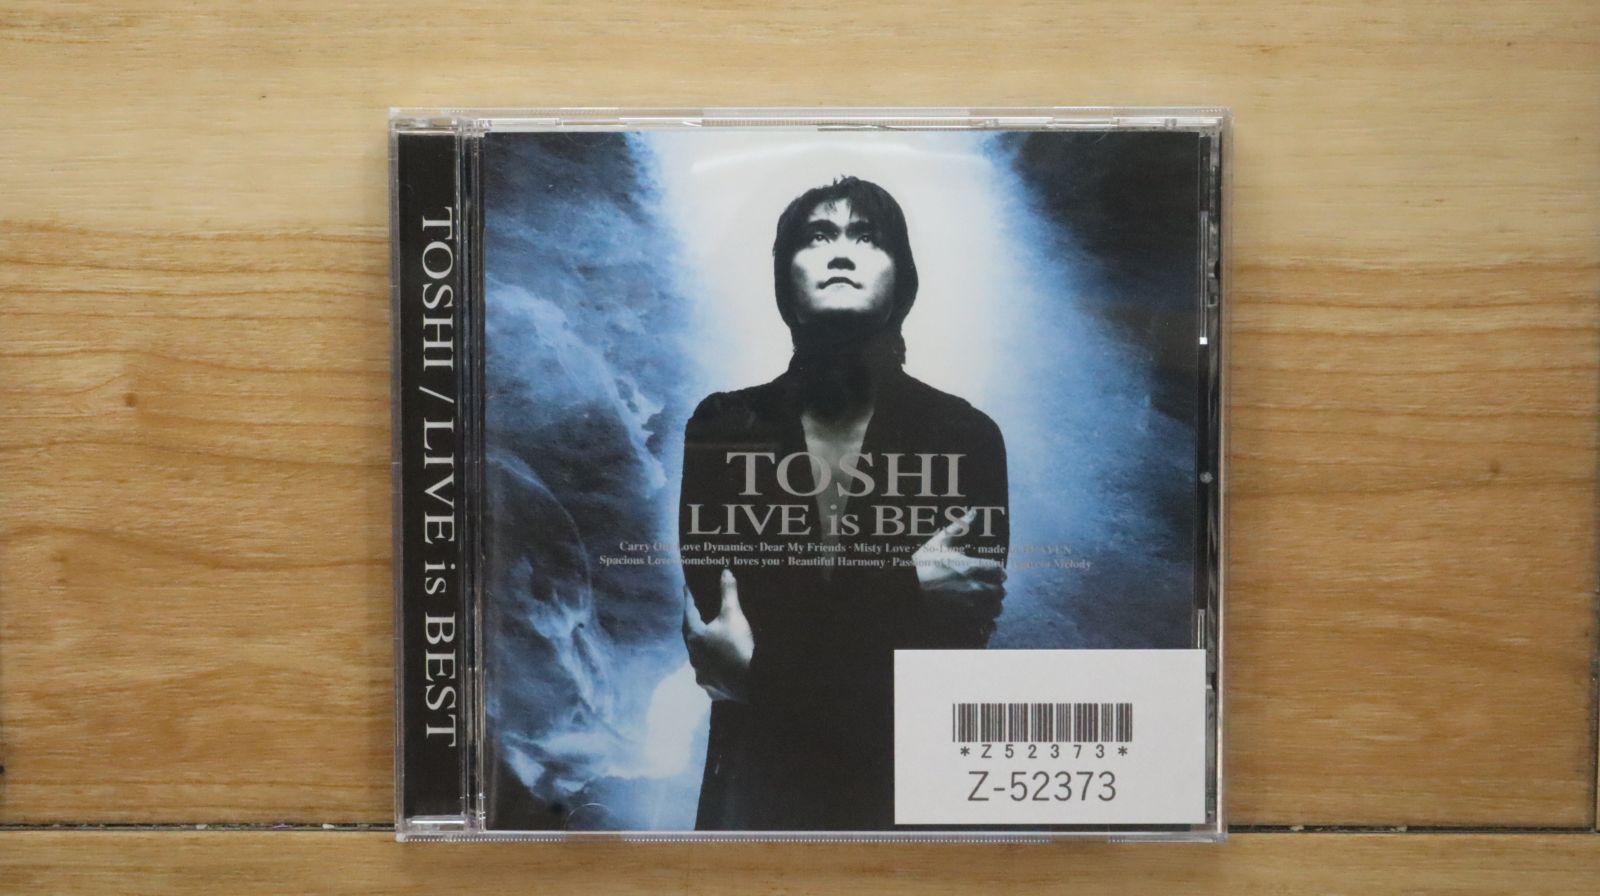 TOSHI / LIVE is BEST
TOSHI
LIVE is BEST
Carry On · Love Dynamics · Dear My Friends · Misty Love · "So-Long" · made in HEAVEN
Spacious Love · Somebody loves you · Beautiful Harmony · Passion of Love · Melody
*Z52373*
Z-52373